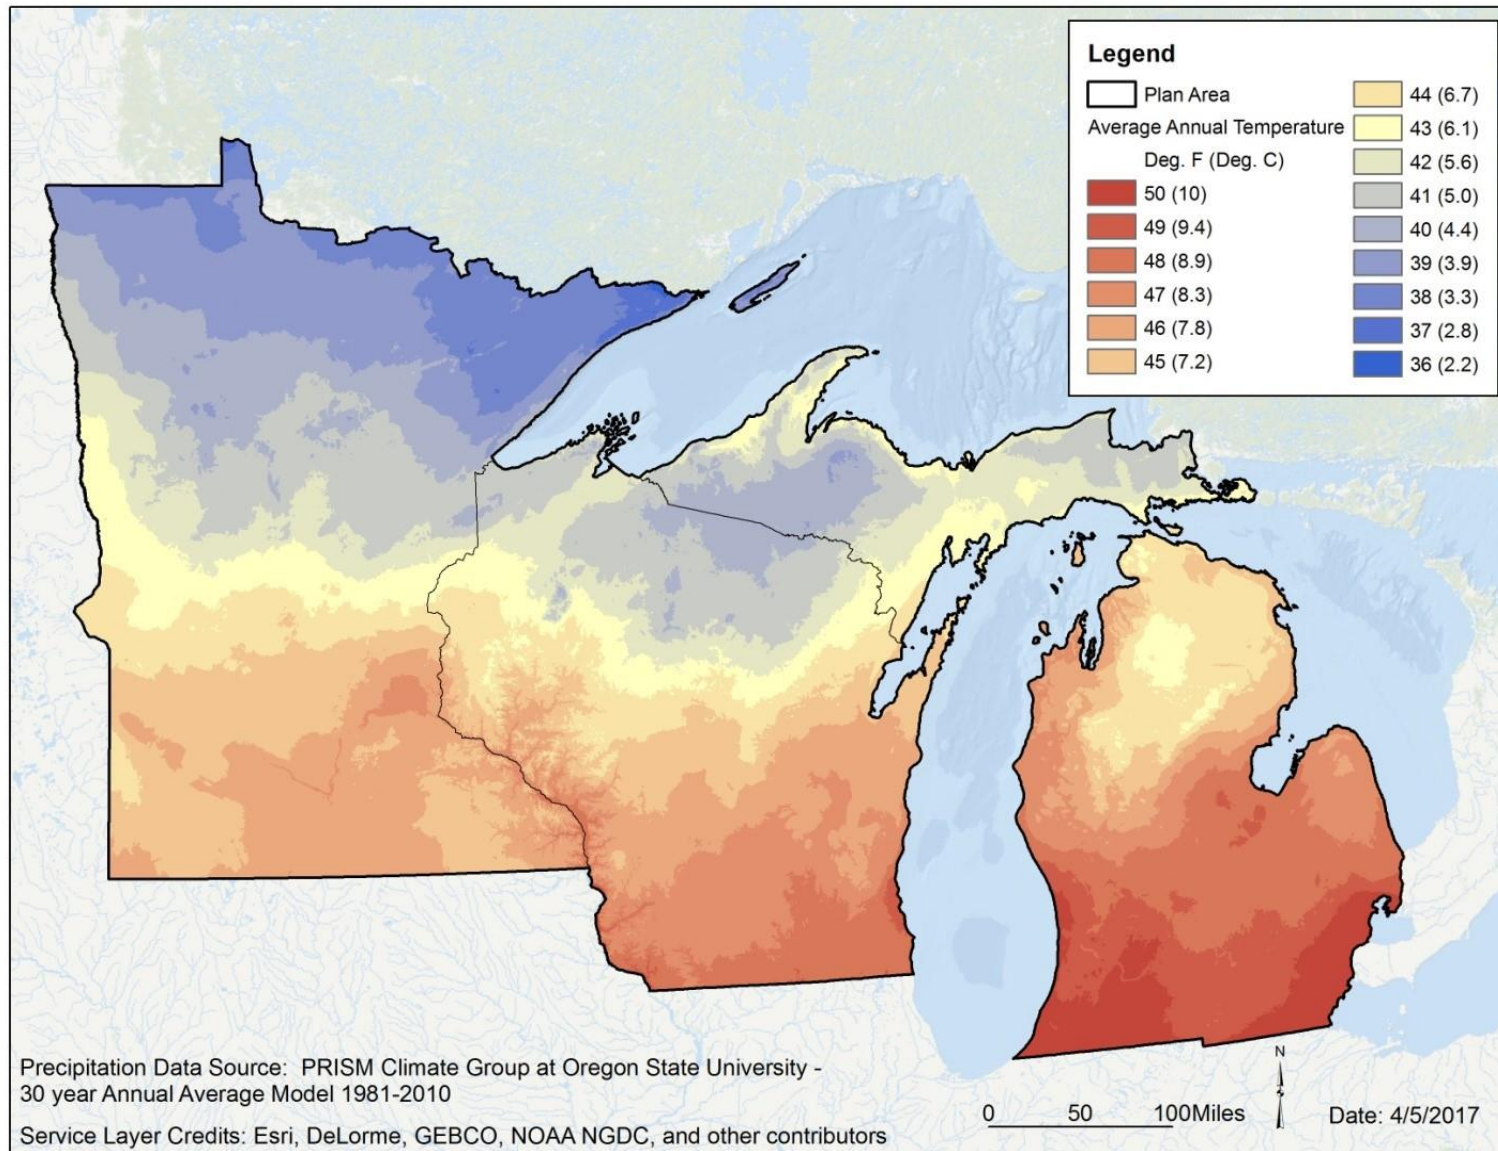 Legend
Plan Area
Average Annual Temperature
Deg. F (Deg. C)
50 (10)
49 (9.4)
48 (8.9)
47 (8.3)
46 (7.8)
45 (7.2)
44 (6.7)
43 (6.1)
42 (5.6)
41 (5.0)
40 (4.4)
39 (3.9)
38 (3.3)
37 (2.8)
36 (2.2)
Precipitation Data Source:  PRISM Climate Group at Oregon State University -
30 year Annual Average Model 1981-2010
Service Layer Credits: Esri, DeLorme, GEBCO, NOAA NGDC, and other contributors
0 50 100Miles
N
Date: 4/5/2017